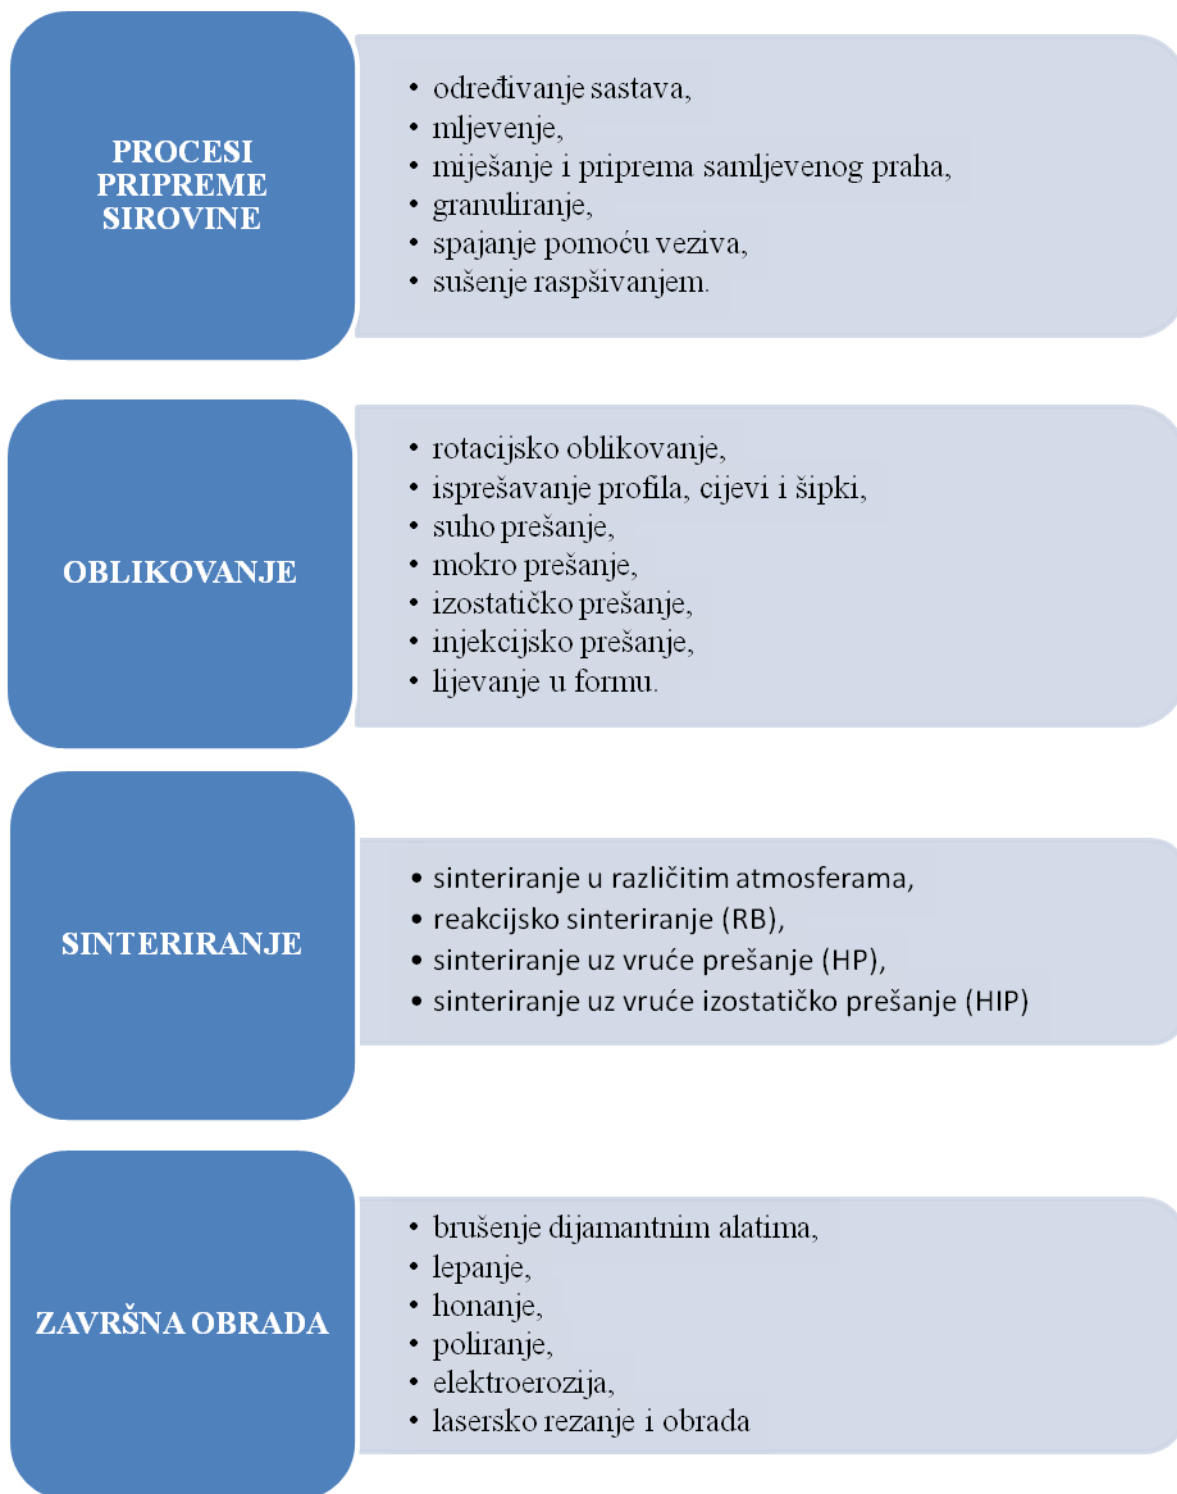 PROCESI
PRIPREME
SIROVINE
• određivanje sastava,
• mljevenje,
• miješanje i priprema samljevenog praha,
• granuliranje,
• spajanje pomoću veziva,
• sušenje raspšivanjem.
OBLIKOVANJE
• rotacijsko oblikovanje,
• isprešavanje profila, cijevi i šipki,
• suho prešanje,
• mokro prešanje,
• izostatičko prešanje,
• injekcijsko prešanje,
• lijevanje u formu.
SINTERIRANJE
• sinteriranje u različitim atmosferama,
• reakcijsko sinteriranje (RB),
• sinteriranje uz vruće prešanje (HP),
• sinteriranje uz vruće izostatičko prešanje (HIP)
ZAVRŠNA OBRADA
• brušenje dijamantnim alatima,
• lepanje,
• honanje,
• poliranje,
• elektroerozija,
• lasersko rezanje i obrada